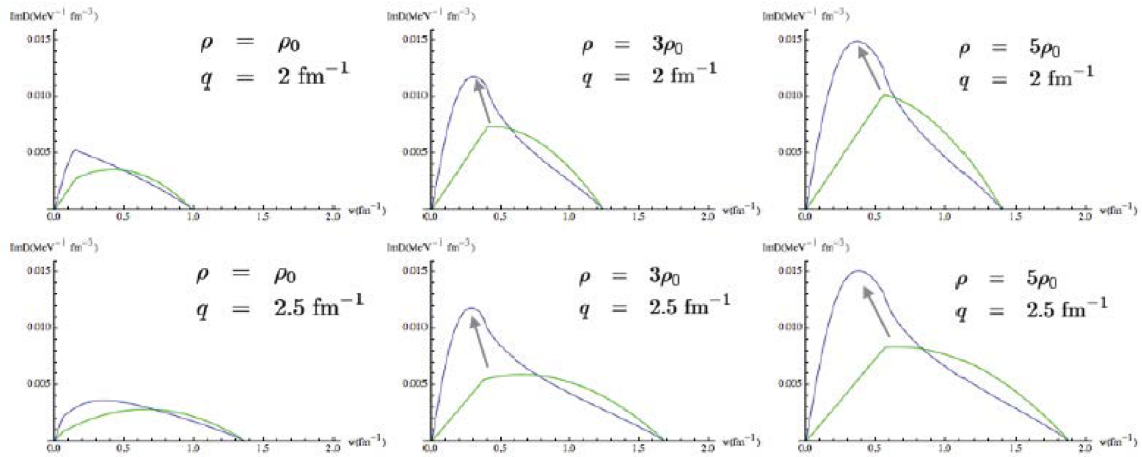 ImD(MeV⁻¹ fm⁻³)
0.015
0.010
0.005
0.0 0.5 1.0 1.5 2.0 w(fm⁻¹)
ρ = ρ₀
q = 2 fm⁻¹
ImD(MeV⁻¹ fm⁻³)
0.015
0.010
0.005
0.0 0.5 1.0 1.5 2.0 w(fm⁻¹)
ρ = 3ρ₀
q = 2 fm⁻¹
ImD(MeV⁻¹ fm⁻³)
0.015
0.010
0.005
0.0 0.5 1.0 1.5 2.0 w(fm⁻¹)
ρ = 5ρ₀
q = 2 fm⁻¹
ImD(MeV⁻¹ fm⁻³)
0.015
0.010
0.005
0.0 0.5 1.0 1.5 2.0 w(fm⁻¹)
ρ = ρ₀
q = 2.5 fm⁻¹
ImD(MeV⁻¹ fm⁻³)
0.015
0.010
0.005
0.0 0.5 1.0 1.5 2.0 w(fm⁻¹)
ρ = 3ρ₀
q = 2.5 fm⁻¹
ImD(MeV⁻¹ fm⁻³)
0.015
0.010
0.005
0.0 0.5 1.0 1.5 2.0 w(fm⁻¹)
ρ = 5ρ₀
q = 2.5 fm⁻¹